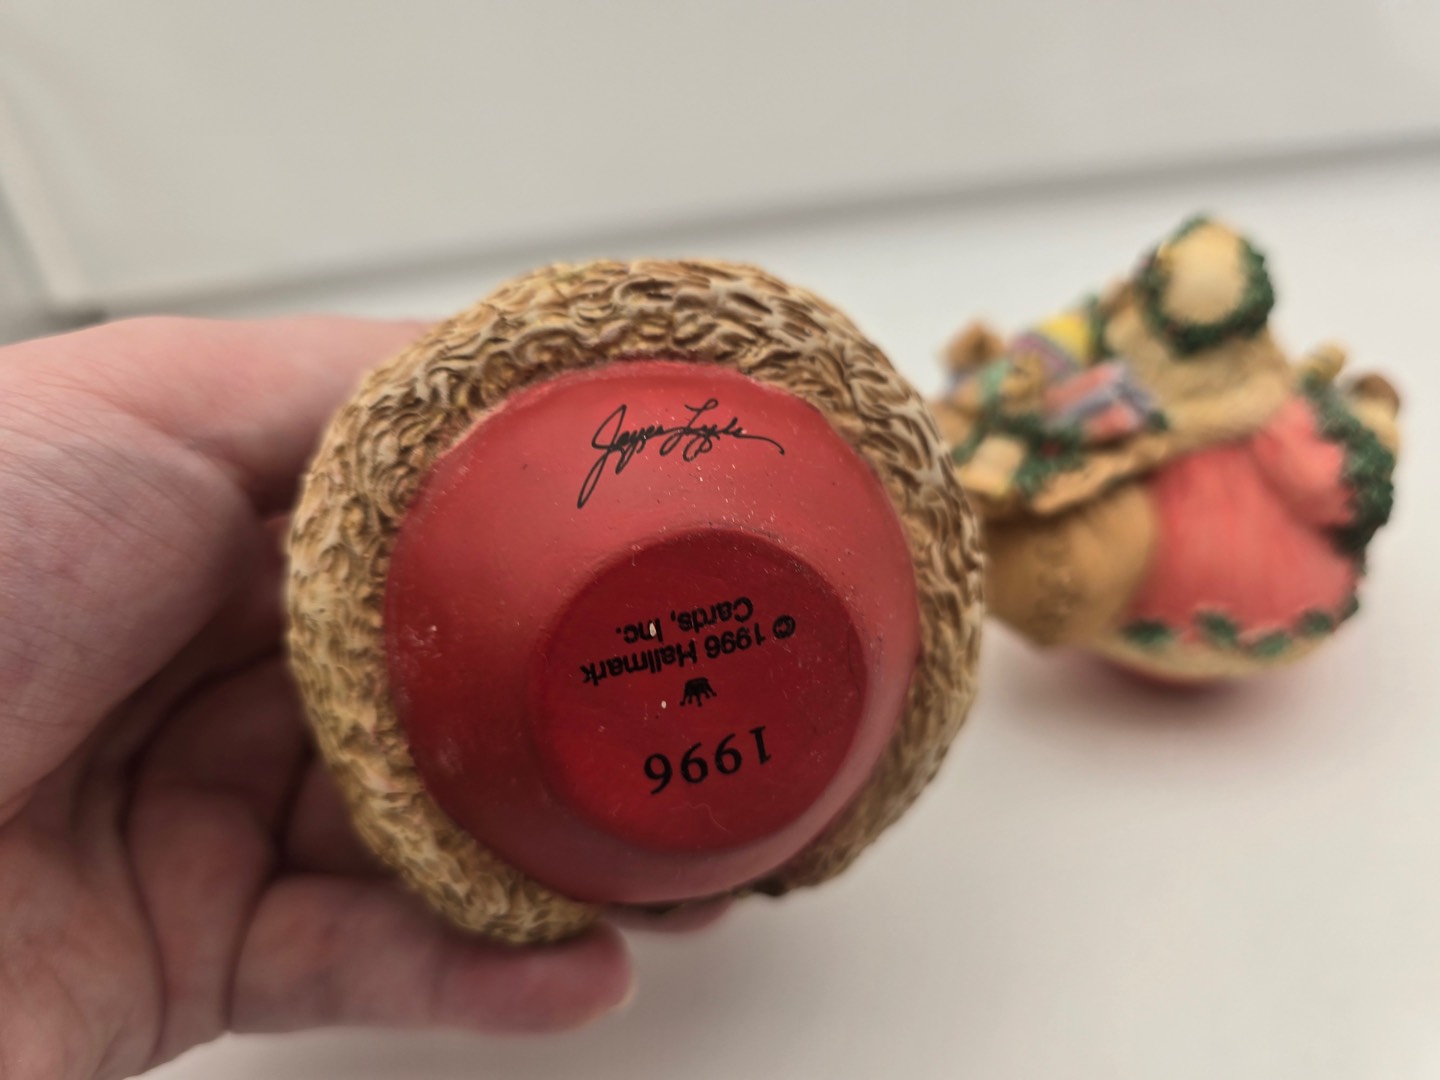 Joyce Lyle
© 1996 Hallmark
Cards, Inc.
1996